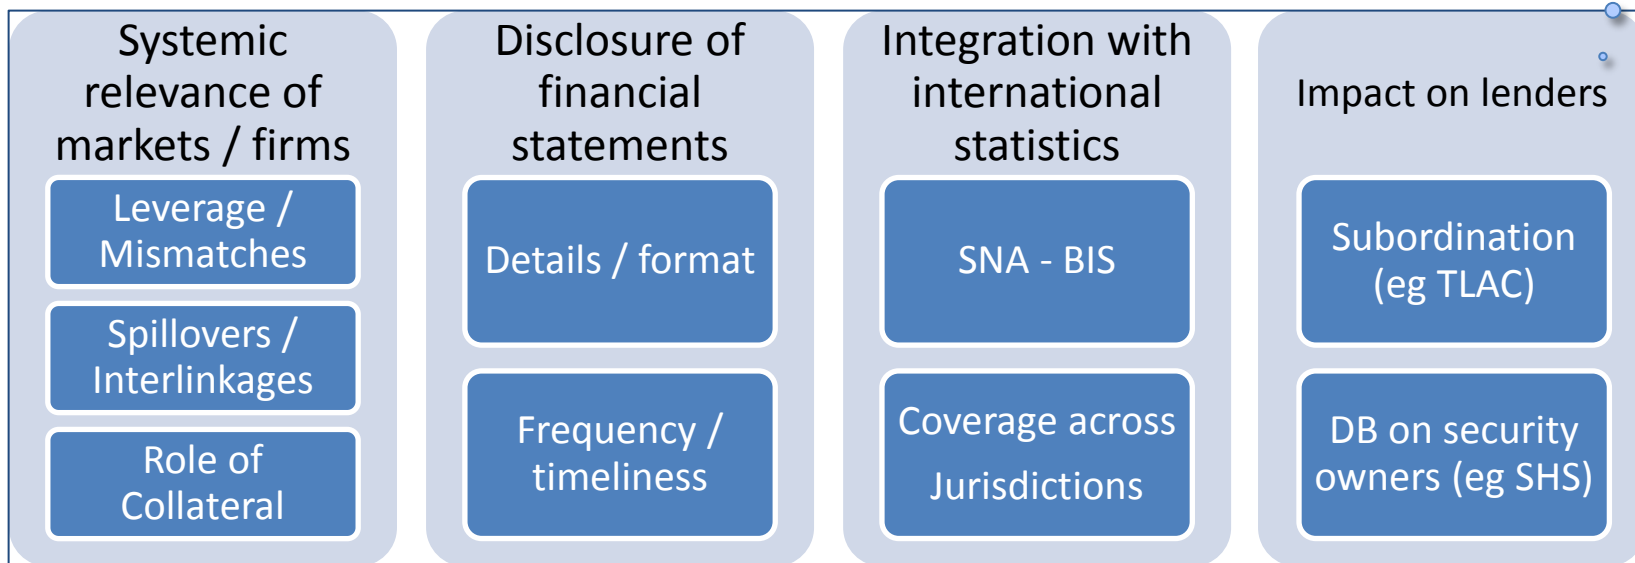 Systemic
relevance of
markets / firms
Leverage /
Mismatches
Spillovers /
Interlinkages
Role of
Collateral
Disclosure of
financial
statements
Details / format
Frequency /
timeliness
Integration with
international
statistics
SNA - BIS
Coverage across
Jurisdictions
Impact on lenders
Subordination
(eg TLAC)
DB on security
owners (eg SHS)